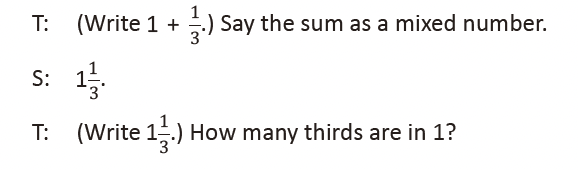 T: (Write 1 + 1/3.) Say the sum as a mixed number.
S: 1 1/3.
T: (Write 1 1/3.) How many thirds are in 1?